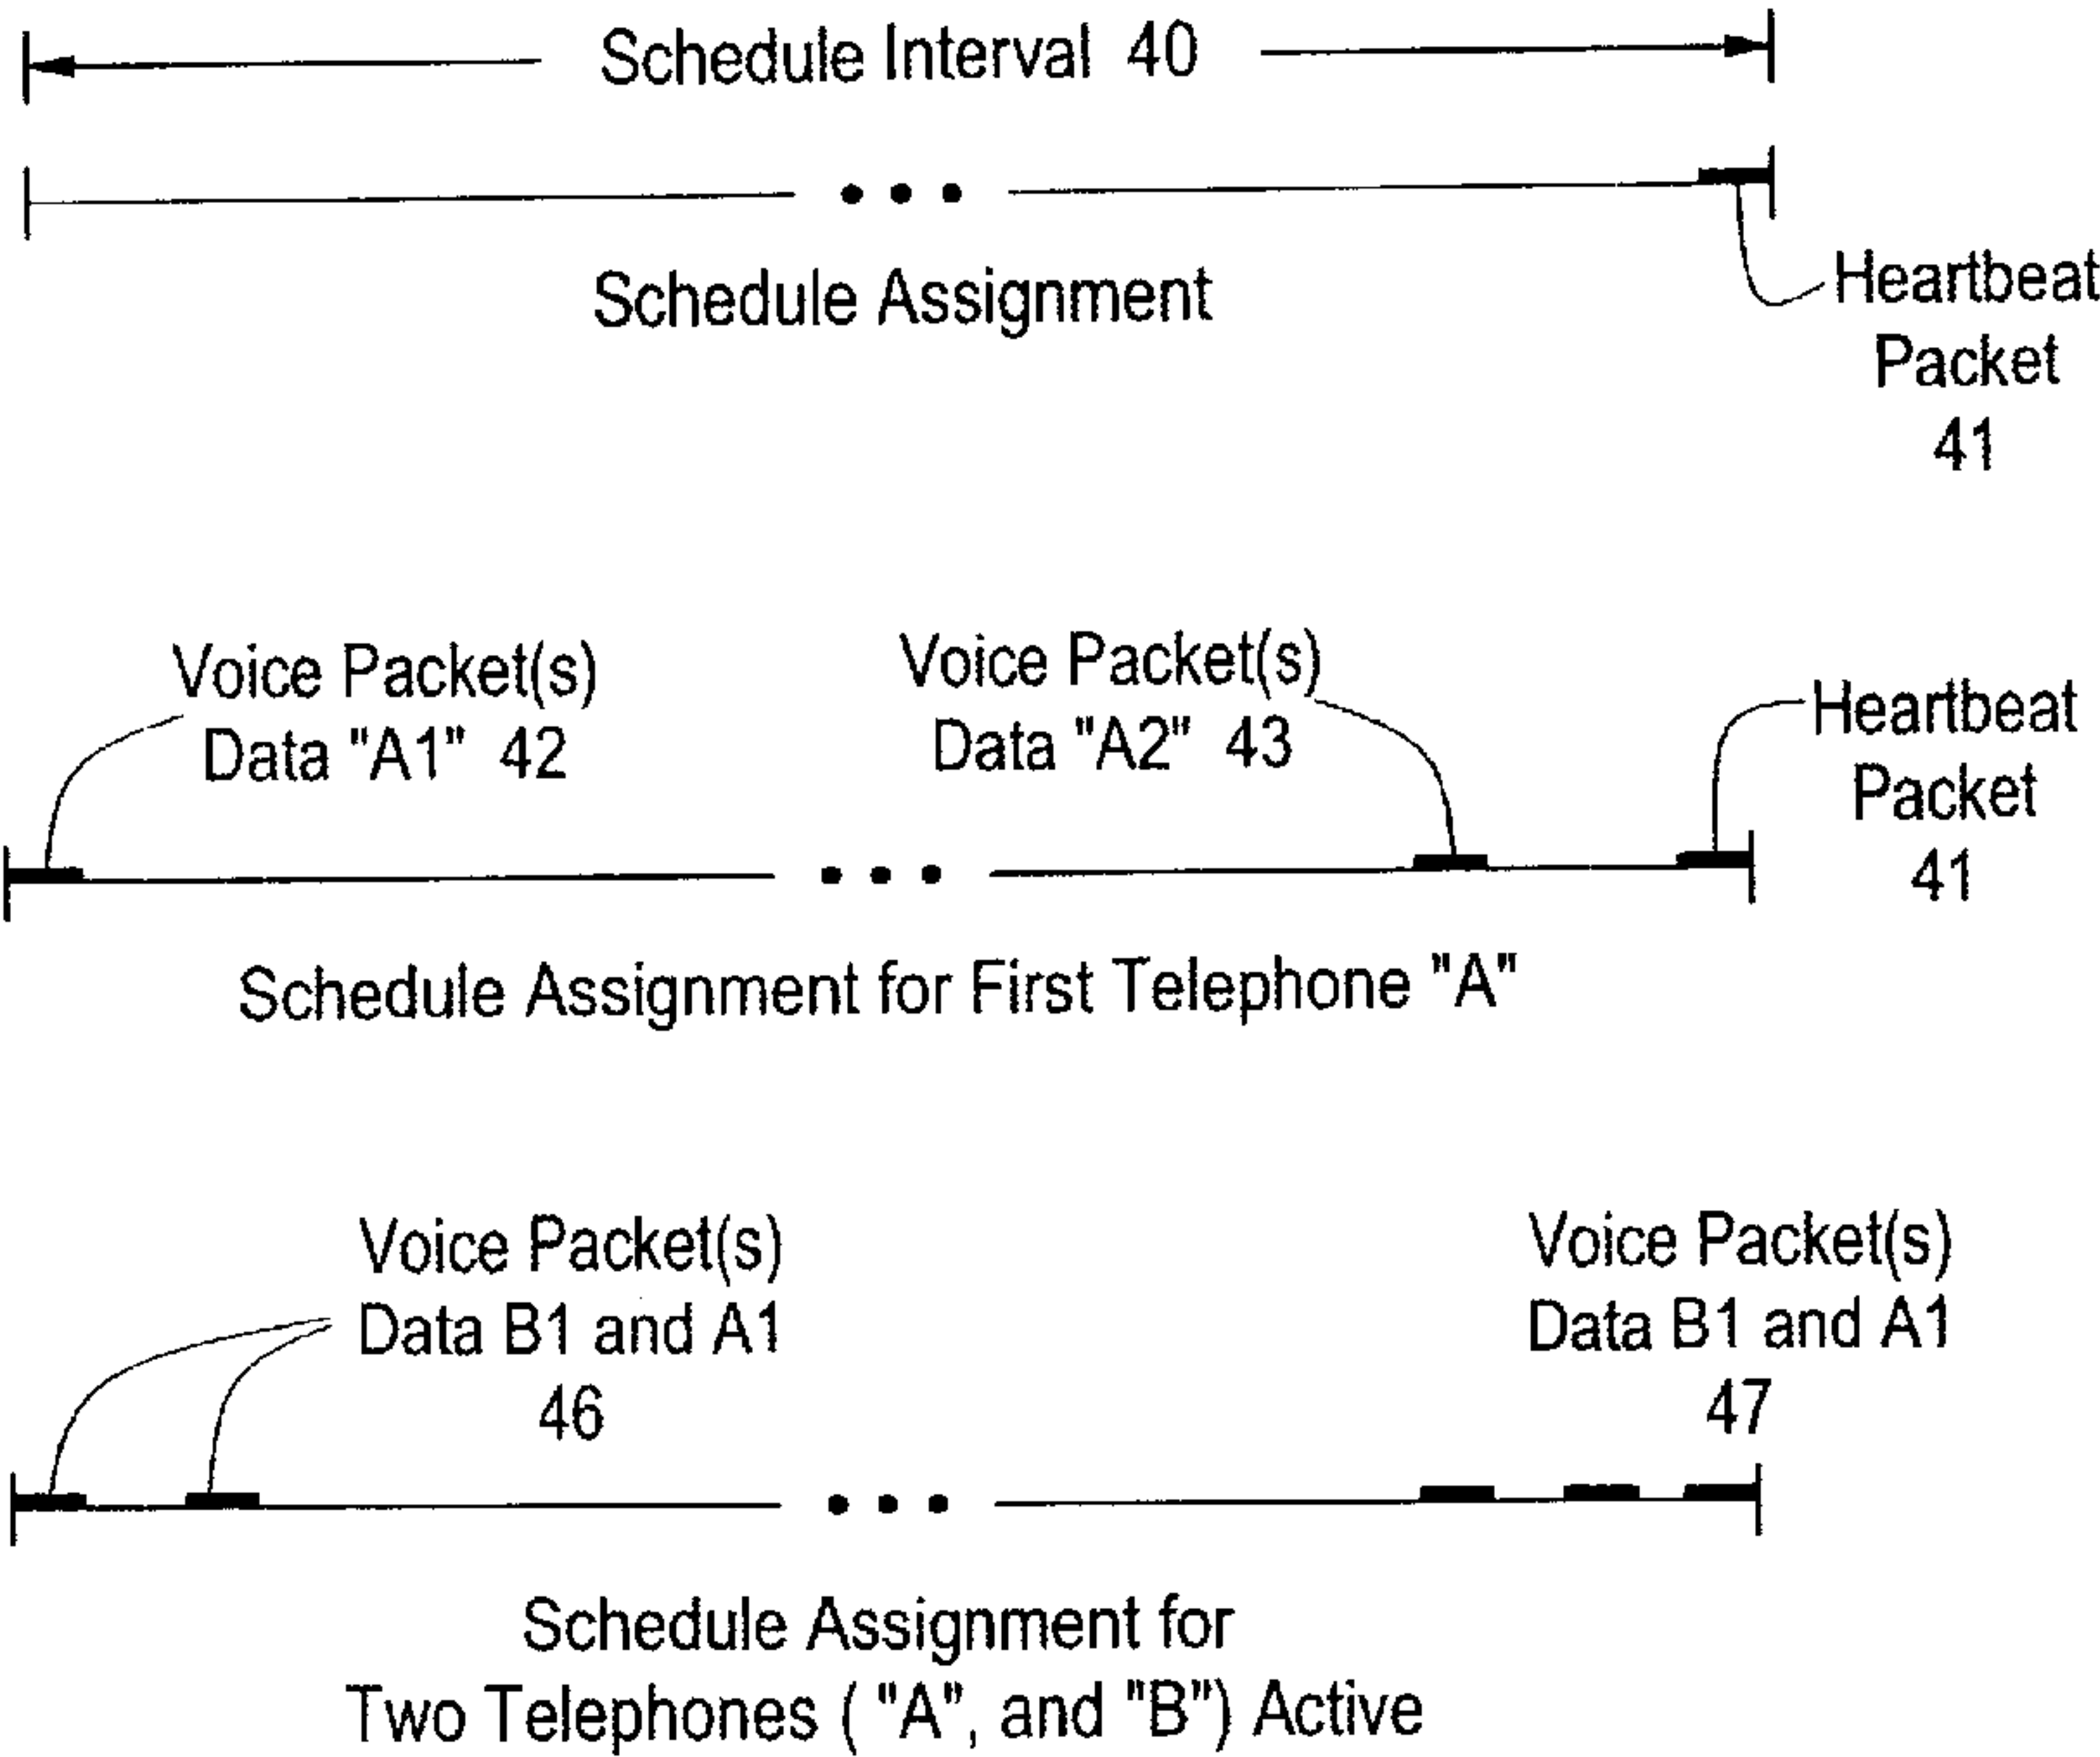 Schedule Interval 40
Schedule Assignment
Heartbeat
Packet
41
Voice Packet(s)
Data "A1" 42
Voice Packet(s)
Data "A2" 43
Heartbeat
Packet
41
Schedule Assignment for First Telephone "A"
Voice Packet(s)
Data B1 and A1
46
Voice Packet(s)
Data B1 and A1
47
Schedule Assignment for
Two Telephones ( "A", and "B") Active